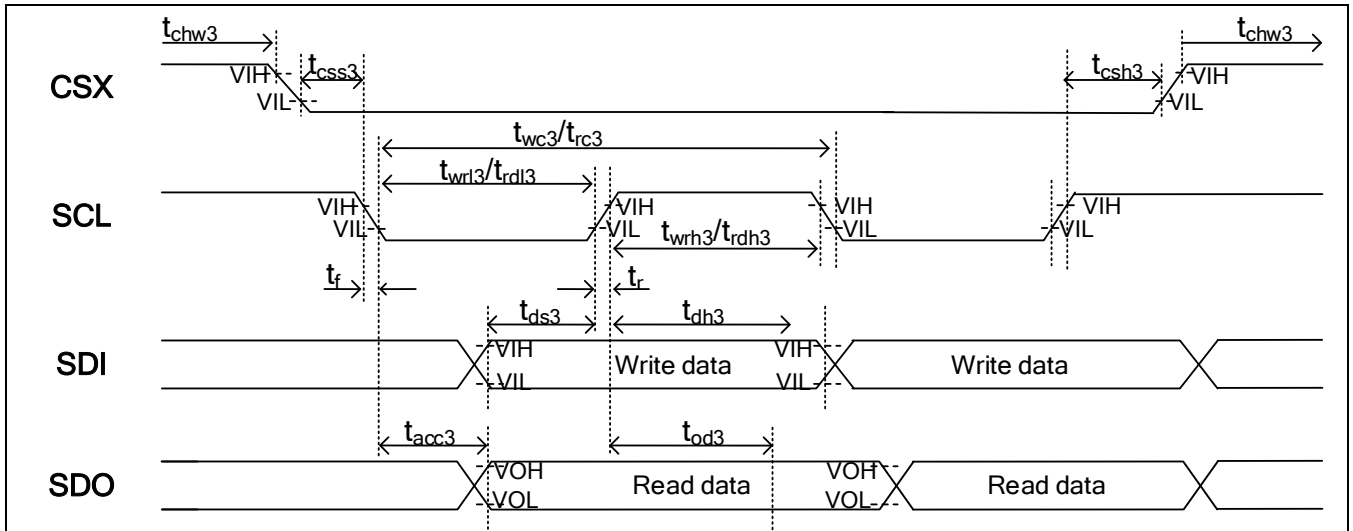 tchw3 tchw3
tcss3 tcsh3
CSX VIH VIH
VIL VIL
twc3/trc3
twrl3/trdl3
SCL VIH VIH VIH VIH
VIL VIL VIL VIL
twrh3/trdh3
tf tr
tds3 tdh3
SDI VIH Write data VIH Write data
VIL VIL
tacc3 tod3
SDO VOH Read data VOH Read data
VOL VOL